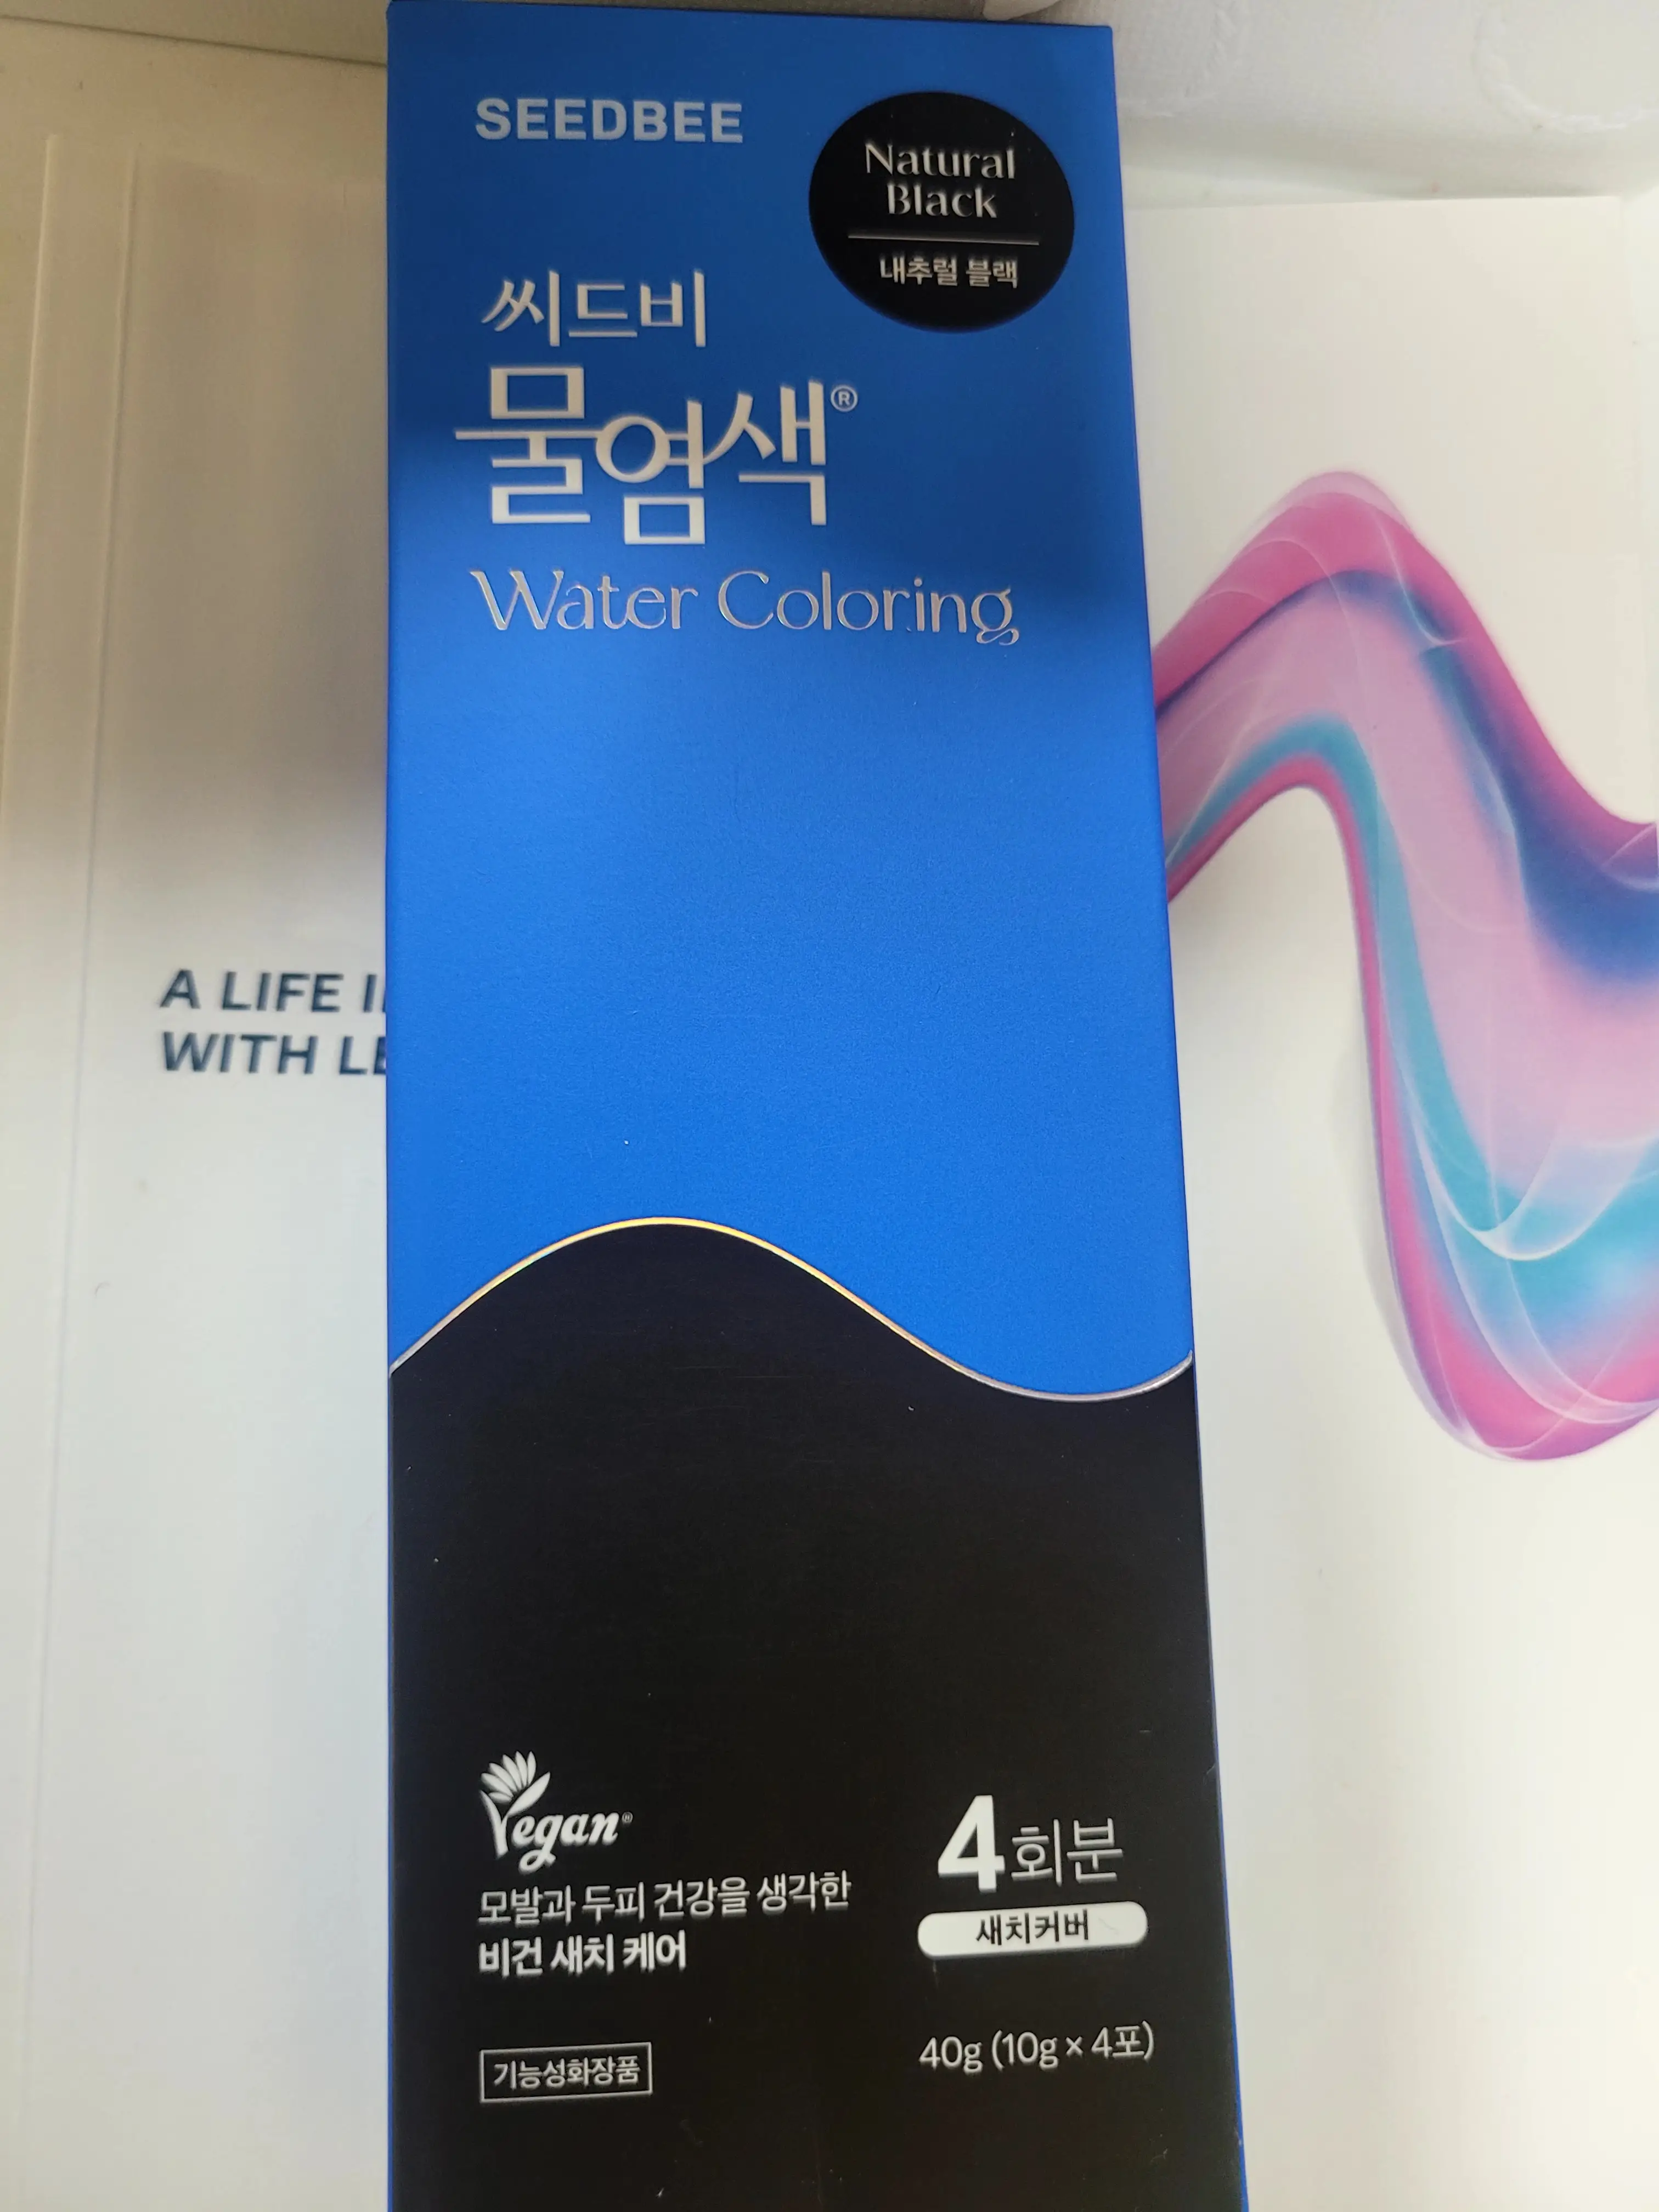 SEEDBEE
Natural
Black
내추럴 블랙
씨드비
물염색®
Water Coloring
A LIFE
WITH
Vegan®
모발과 두피 건강을 생각한
비건 새치 케어
기능성화장품
4회분
새치커버
40g (10g × 4포)